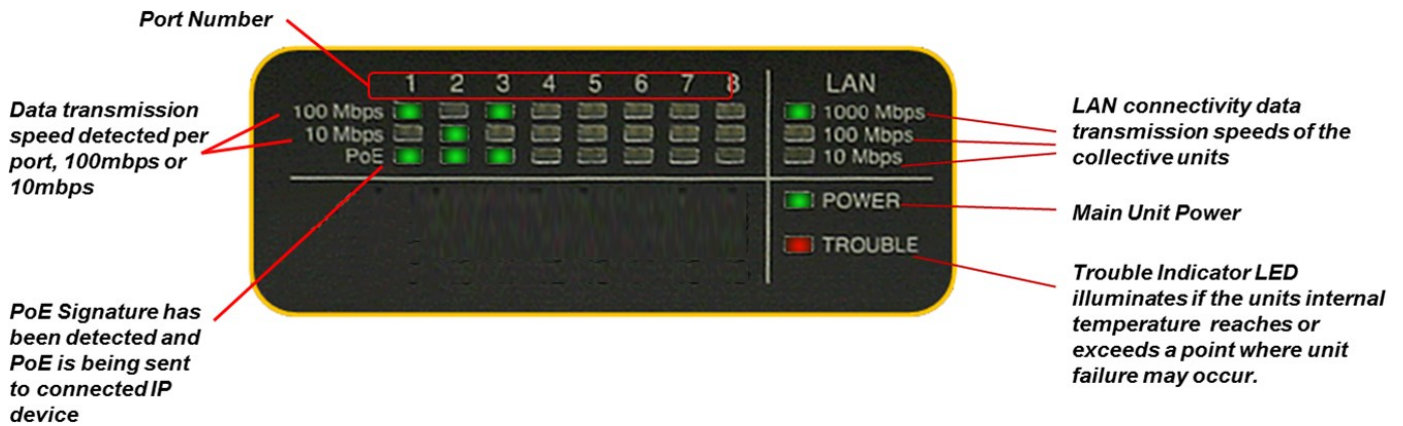 Port Number
Data transmission
speed detected per
port, 100mbps or
10mbps
PoE Signature has
been detected and
PoE is being sent
to connected IP
device
1 2 3 4 5 6 7 8
100 Mbps
10 Mbps
PoE
LAN
1000 Mbps
100 Mbps
10 Mbps
POWER
TROUBLE
LAN connectivity data
transmission speeds of the
collective units
Main Unit Power
Trouble Indicator LED
illuminates if the units internal
temperature reaches or
exceeds a point where unit
failure may occur.